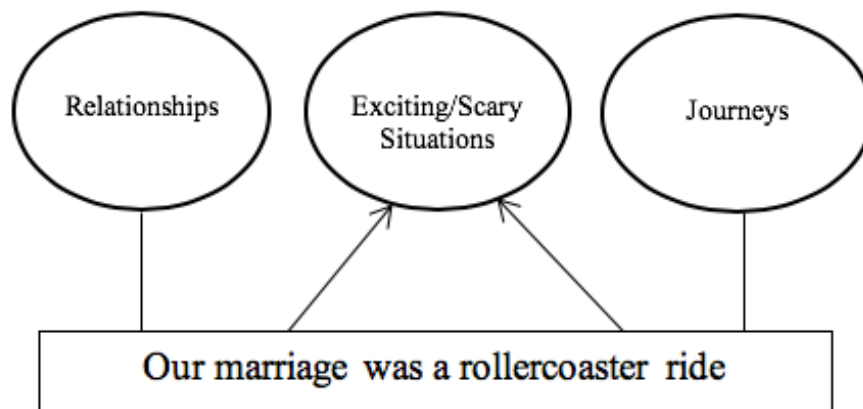 Relationships
Exciting/Scary
Situations
Journeys
Our marriage was a rollercoaster ride